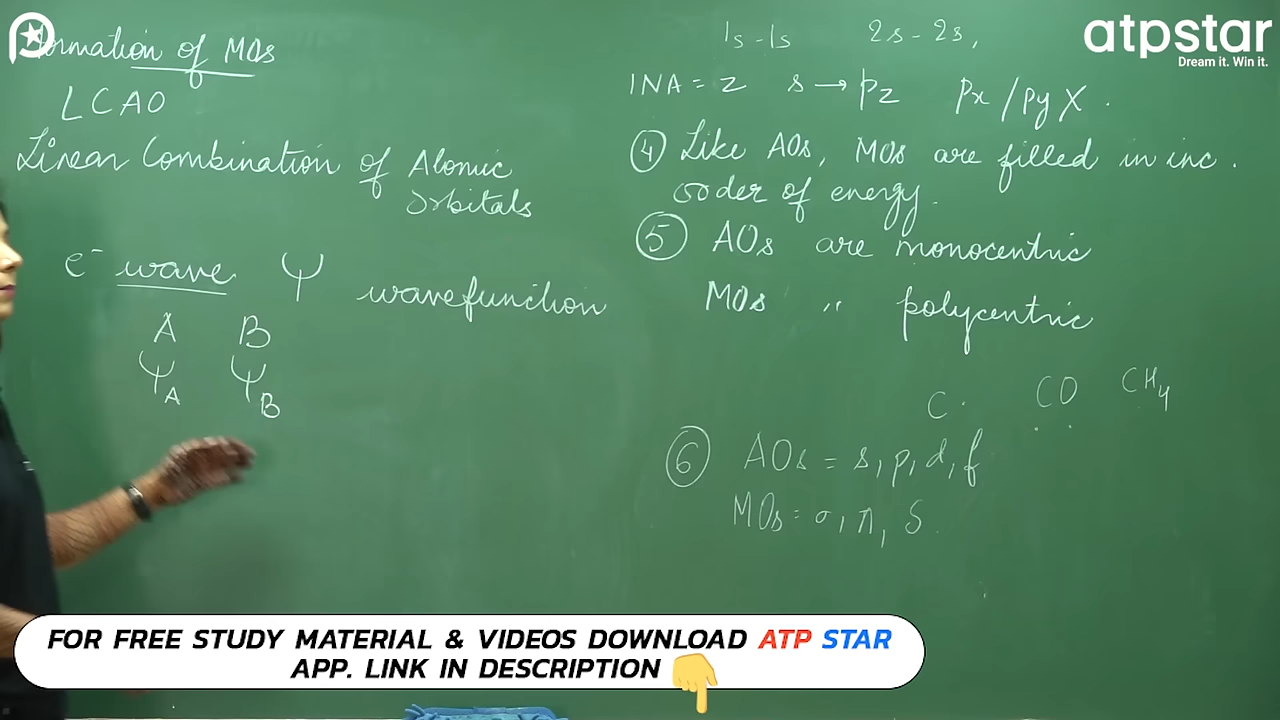 Formation of MOs
LCAO
Linear Combination of Atomic
orbitals
e⁻ wave ψ wavefunction
A B
ψA ψB
1s-1s 2s-2s,
INA = z s → pz px/py X.
④ Like AOs, MOs are filled in inc.
order of energy.
⑤ AOs are monocentric
MOs " polycentric
C. CO CH4
⑥ AOs = s, p, d, f
MOs = σ, π, δ.
atpstar
Dream it. Win it.
FOR FREE STUDY MATERIAL & VIDEOS DOWNLOAD ATP STAR
APP. LINK IN DESCRIPTION